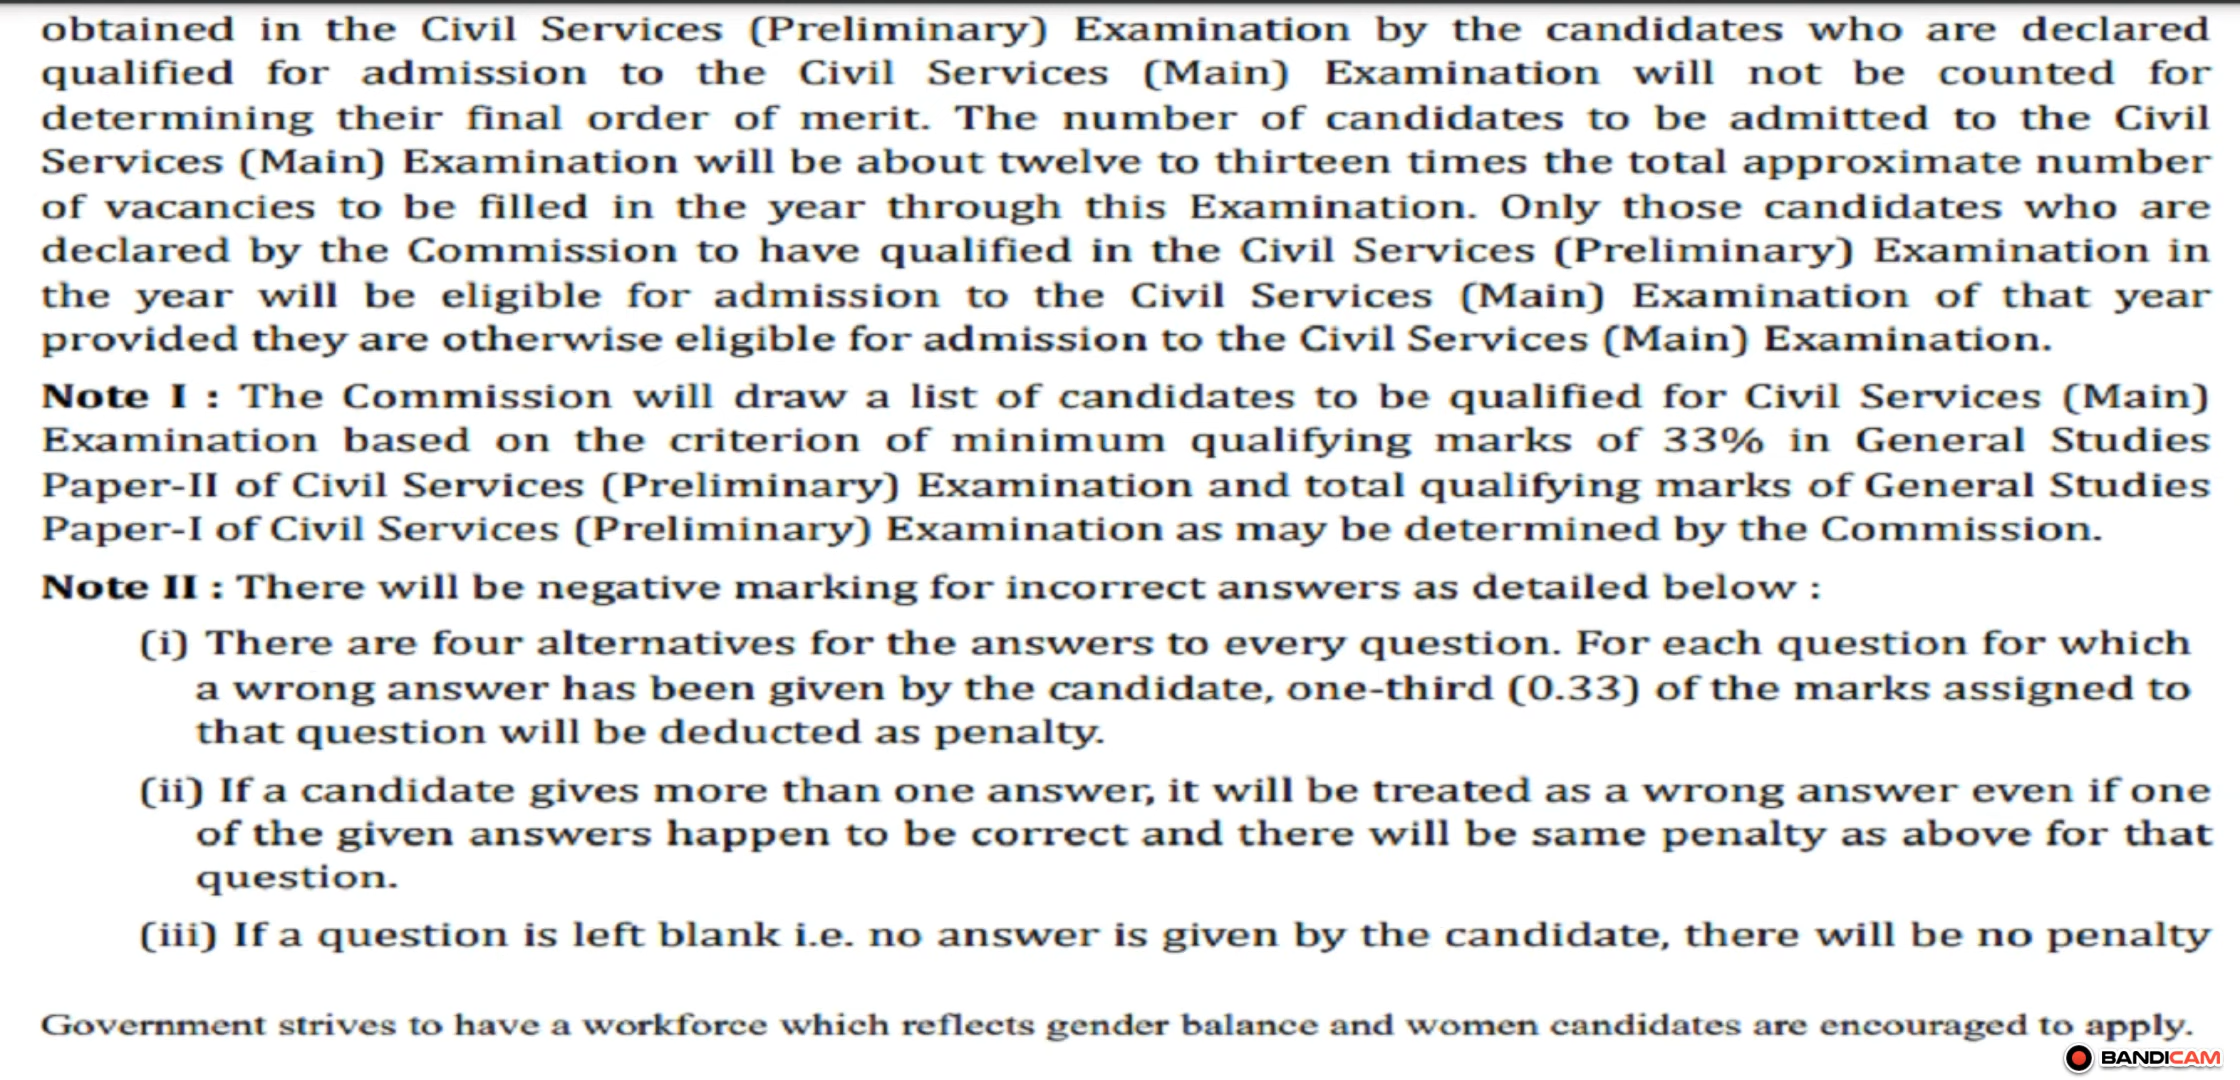 obtained in the Civil Services (Preliminary) Examination by the candidates who are declared
qualified for admission to the Civil Services (Main) Examination will not be counted for
determining their final order of merit. The number of candidates to be admitted to the Civil
Services (Main) Examination will be about twelve to thirteen times the total approximate number
of vacancies to be filled in the year through this Examination. Only those candidates who are
declared by the Commission to have qualified in the Civil Services (Preliminary) Examination in
the year will be eligible for admission to the Civil Services (Main) Examination of that year
provided they are otherwise eligible for admission to the Civil Services (Main) Examination.
Note I : The Commission will draw a list of candidates to be qualified for Civil Services (Main)
Examination based on the criterion of minimum qualifying marks of 33% in General Studies
Paper-II of Civil Services (Preliminary) Examination and total qualifying marks of General Studies
Paper-I of Civil Services (Preliminary) Examination as may be determined by the Commission.
Note II : There will be negative marking for incorrect answers as detailed below :
(i) There are four alternatives for the answers to every question. For each question for which
a wrong answer has been given by the candidate, one-third (0.33) of the marks assigned to
that question will be deducted as penalty.
(ii) If a candidate gives more than one answer, it will be treated as a wrong answer even if one
of the given answers happen to be correct and there will be same penalty as above for that
question.
(iii) If a question is left blank i.e. no answer is given by the candidate, there will be no penalty
Government strives to have a workforce which reflects gender balance and women candidates are encouraged to apply.
BANDICAM